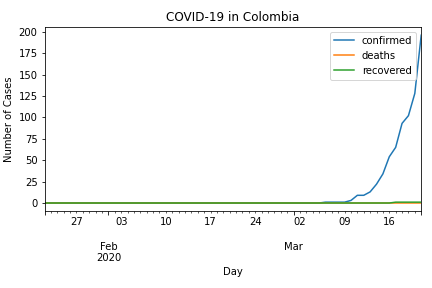 COVID-19 in Colombia
confirmed
deaths
recovered
Number of Cases
200
175
150
125
100
75
50
25
0
27 03 10 17 24 02 09 16
Feb Mar
2020
Day